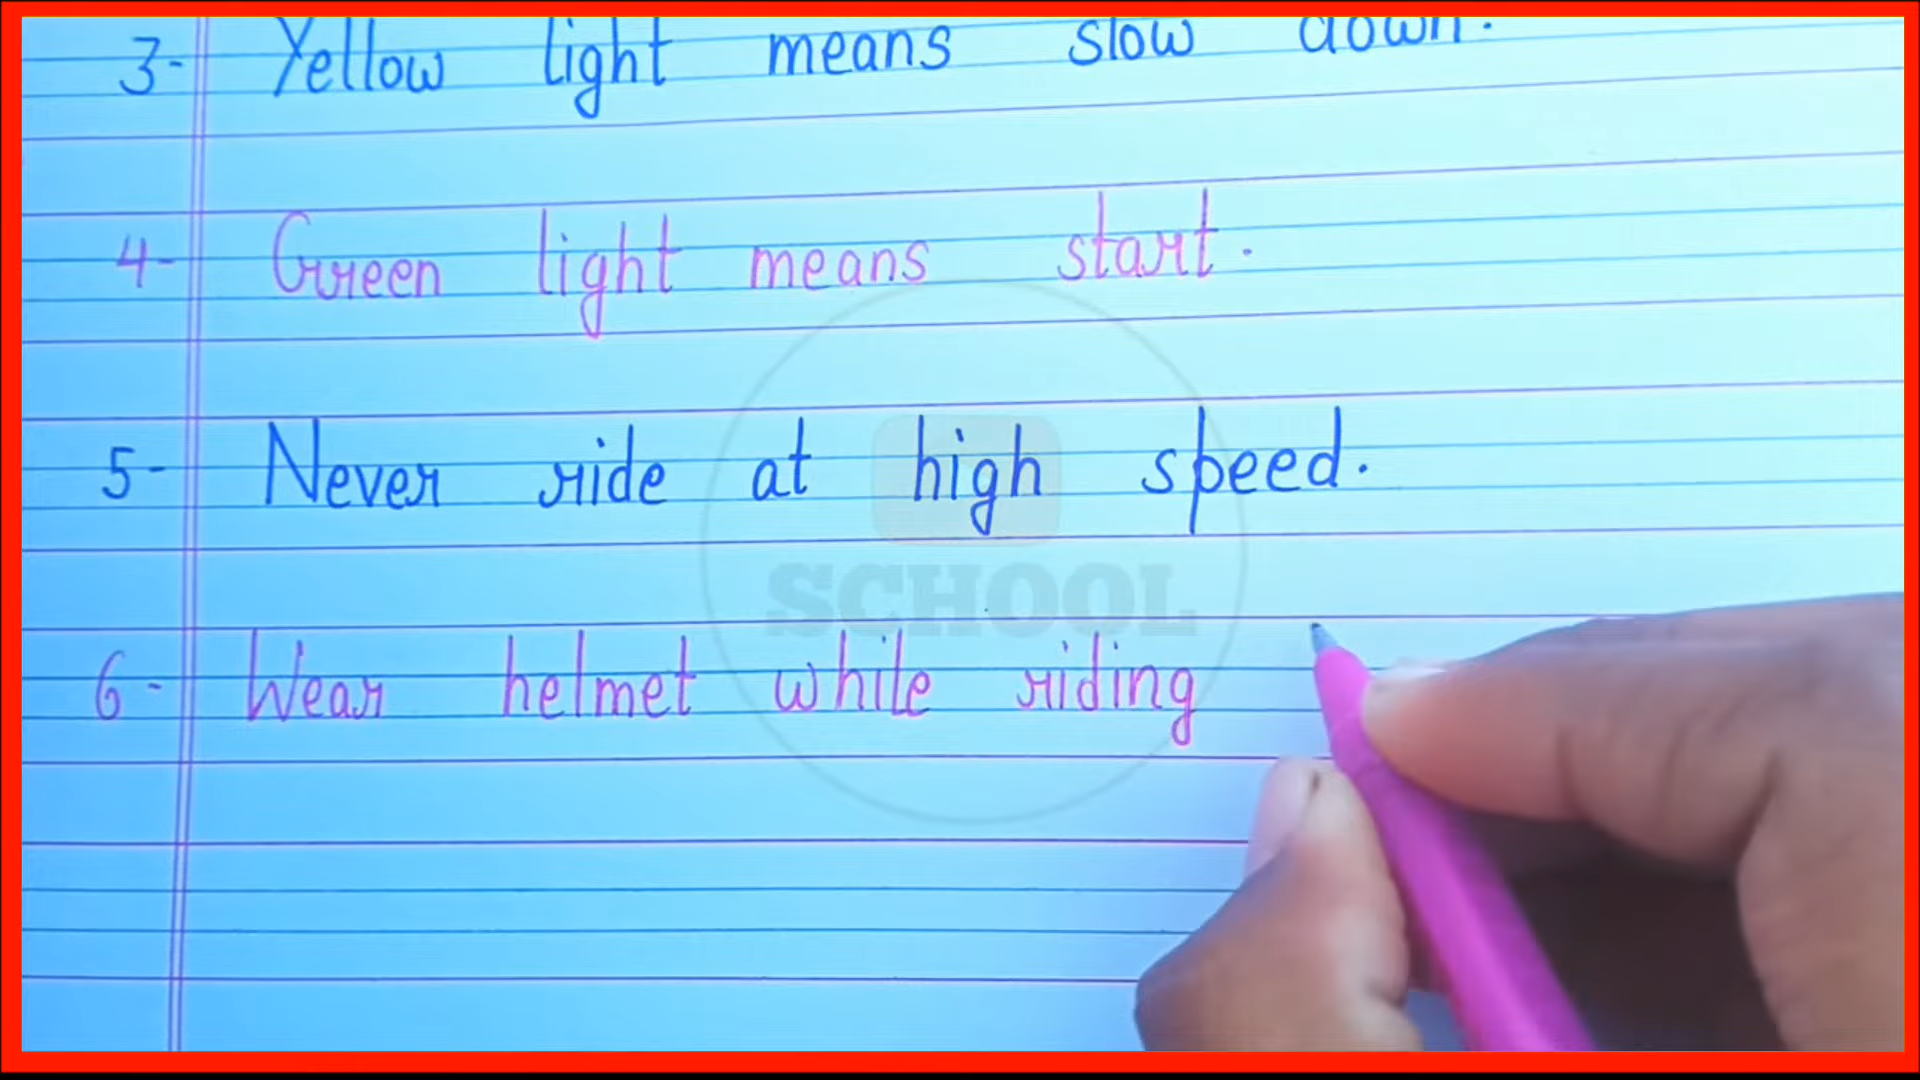 3- Yellow light means slow down.
4- Green light means start.
5- Never ride at high speed.
SCHOOL
6- Wear helmet while riding